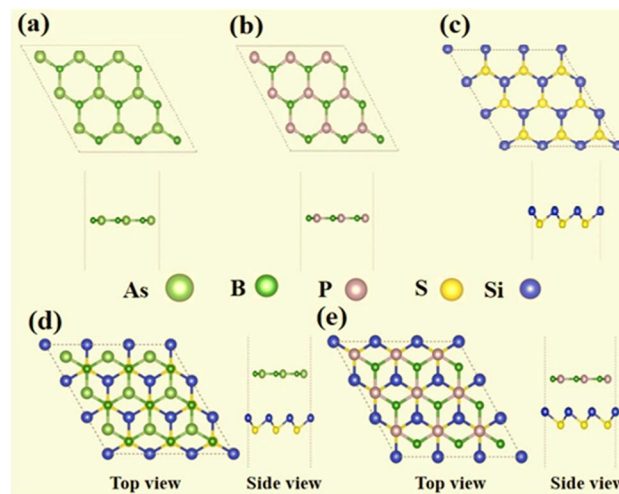 (a)
(b)
(c)
As B P S Si
(d)
(e)
Top view Side view Top view Side view